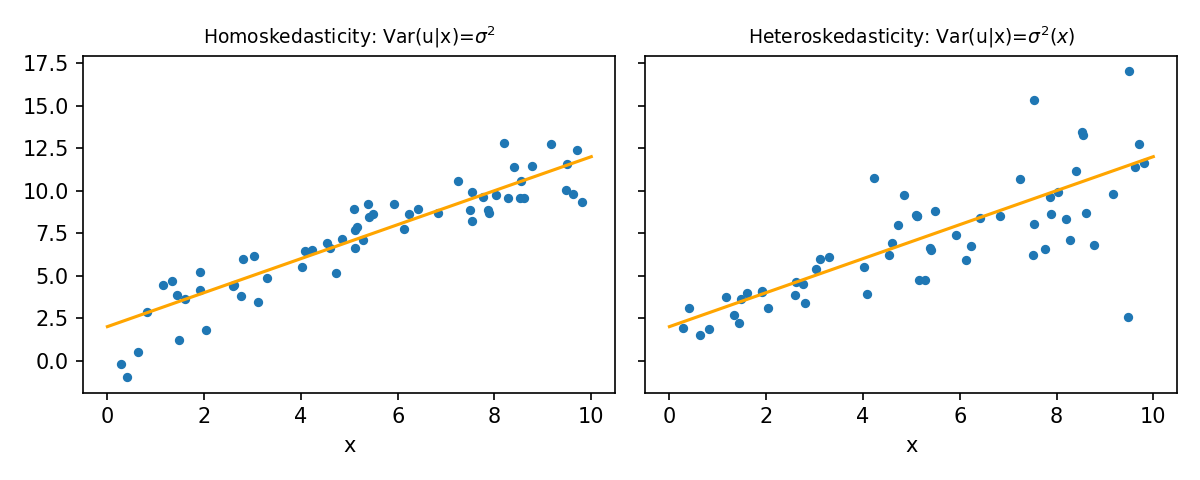 Homoskedasticity: Var(u|x)=σ²
17.5
15.0
12.5
10.0
7.5
5.0
2.5
0.0
0 2 4 6 8 10
x
Heteroskedasticity: Var(u|x)=σ²(x)
0 2 4 6 8 10
x